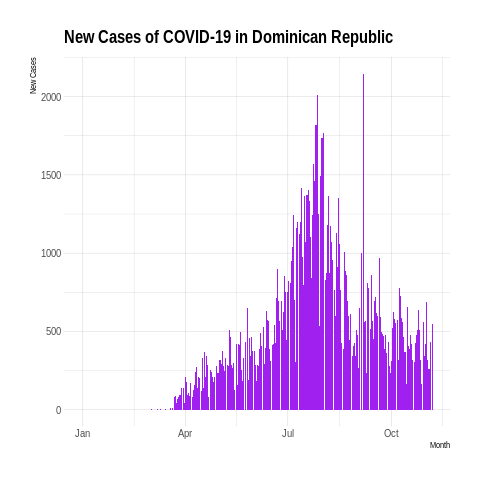 New Cases of COVID-19 in Dominican Republic
New Cases
2000
1500
1000
500
0
Jan Apr Jul Oct
Month